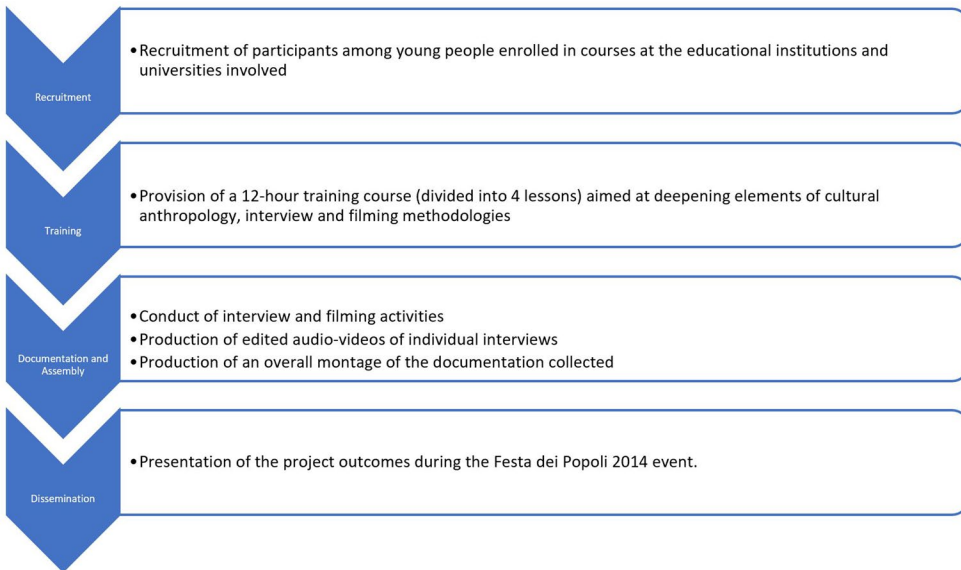 Recruitment
•Recruitment of participants among young people enrolled in courses at the educational institutions and
universities involved
Training
•Provision of a 12-hour training course (divided into 4 lessons) aimed at deepening elements of cultural
anthropology, interview and filming methodologies
Documentation and
Assembly
•Conduct of interview and filming activities
•Production of edited audio-videos of individual interviews
•Production of an overall montage of the documentation collected
Dissemination
•Presentation of the project outcomes during the Festa dei Popoli 2014 event.